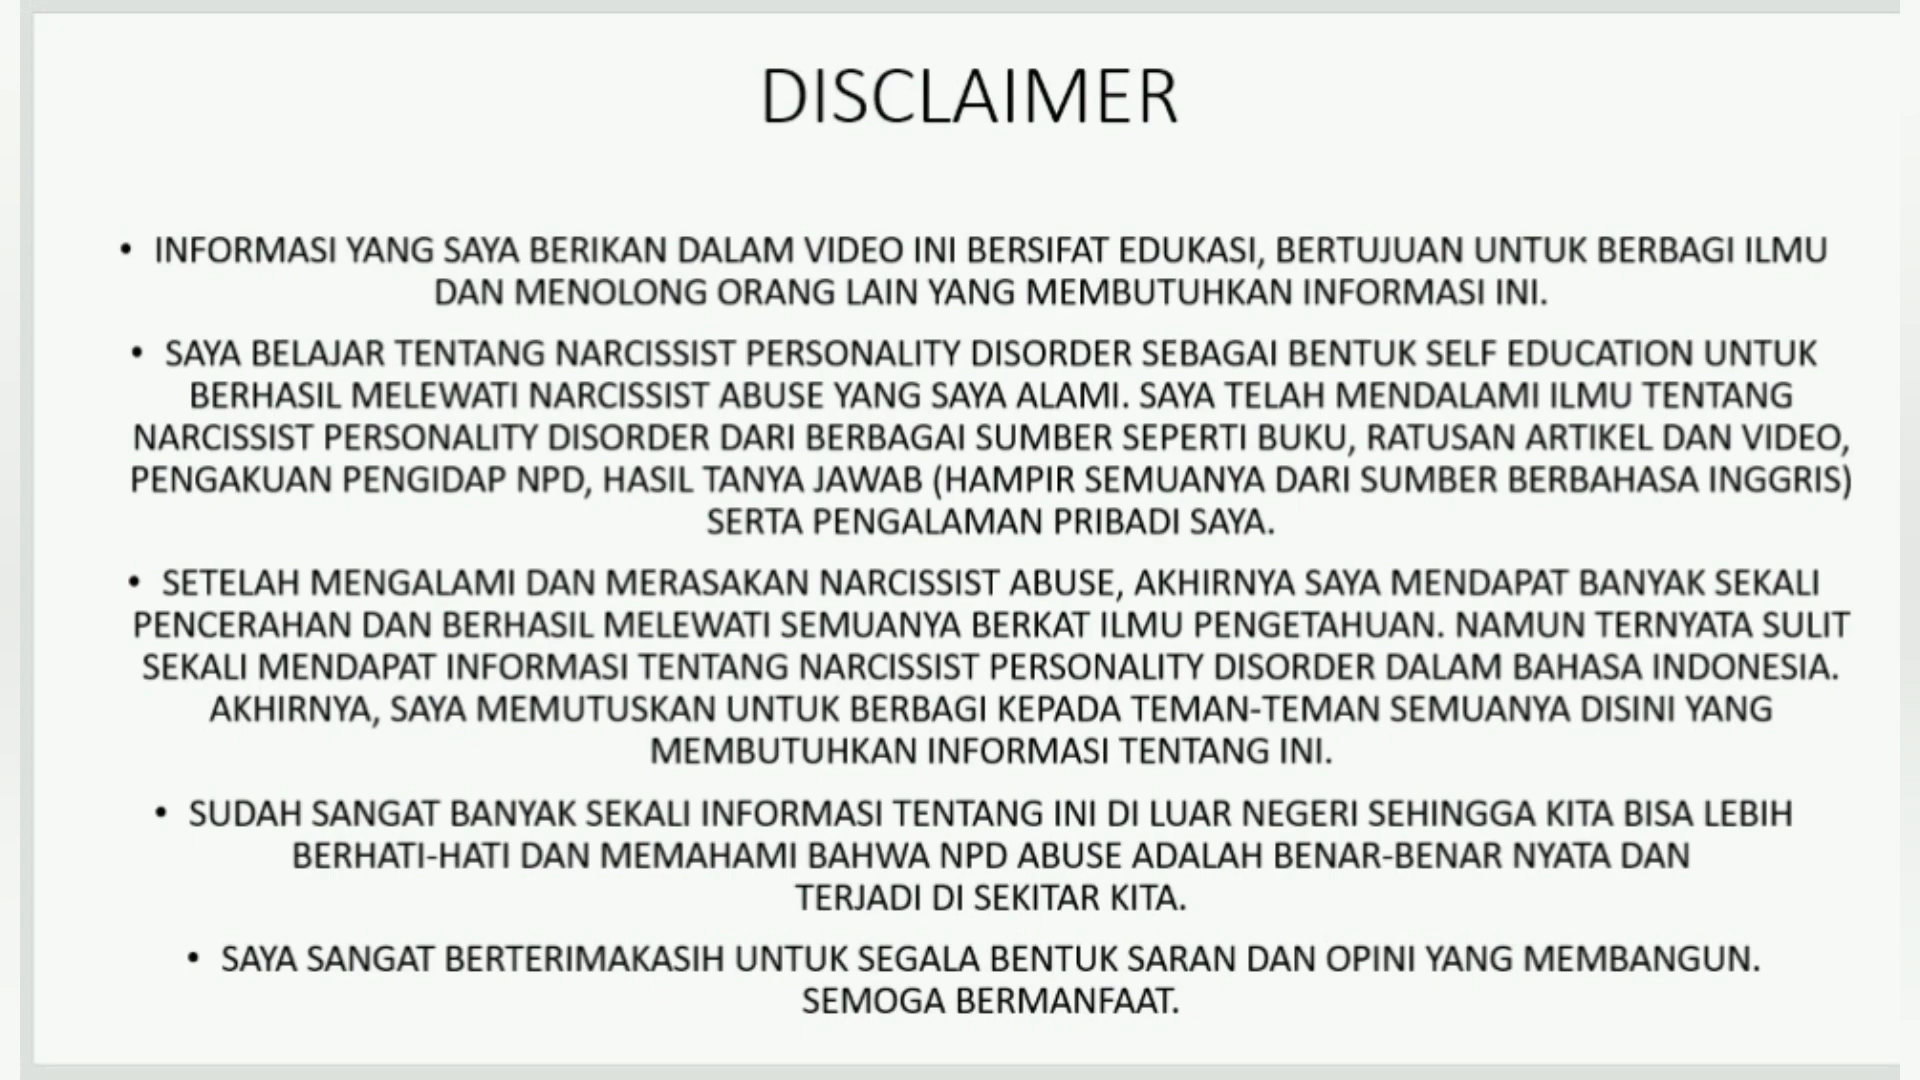 DISCLAIMER
• INFORMASI YANG SAYA BERIKAN DALAM VIDEO INI BERSIFAT EDUKASI, BERTUJUAN UNTUK BERBAGI ILMU
DAN MENOLONG ORANG LAIN YANG MEMBUTUHKAN INFORMASI INI.
• SAYA BELAJAR TENTANG NARCISSIST PERSONALITY DISORDER SEBAGAI BENTUK SELF EDUCATION UNTUK
BERHASIL MELEWATI NARCISSIST ABUSE YANG SAYA ALAMI. SAYA TELAH MENDALAMI ILMU TENTANG
NARCISSIST PERSONALITY DISORDER DARI BERBAGAI SUMBER SEPERTI BUKU, RATUSAN ARTIKEL DAN VIDEO,
PENGAKUAN PENGIDAP NPD, HASIL TANYA JAWAB (HAMPIR SEMUANYA DARI SUMBER BERBAHASA INGGRIS)
SERTA PENGALAMAN PRIBADI SAYA.
• SETELAH MENGALAMI DAN MERASAKAN NARCISSIST ABUSE, AKHIRNYA SAYA MENDAPAT BANYAK SEKALI
PENCERAHAN DAN BERHASIL MELEWATI SEMUANYA BERKAT ILMU PENGETAHUAN. NAMUN TERNYATA SULIT
SEKALI MENDAPAT INFORMASI TENTANG NARCISSIST PERSONALITY DISORDER DALAM BAHASA INDONESIA.
AKHIRNYA, SAYA MEMUTUSKAN UNTUK BERBAGI KEPADA TEMAN-TEMAN SEMUANYA DISINI YANG
MEMBUTUHKAN INFORMASI TENTANG INI.
• SUDAH SANGAT BANYAK SEKALI INFORMASI TENTANG INI DI LUAR NEGERI SEHINGGA KITA BISA LEBIH
BERHATI-HATI DAN MEMAHAMI BAHWA NPD ABUSE ADALAH BENAR-BENAR NYATA DAN
TERJADI DI SEKITAR KITA.
• SAYA SANGAT BERTERIMAKASIH UNTUK SEGALA BENTUK SARAN DAN OPINI YANG MEMBANGUN.
SEMOGA BERMANFAAT.